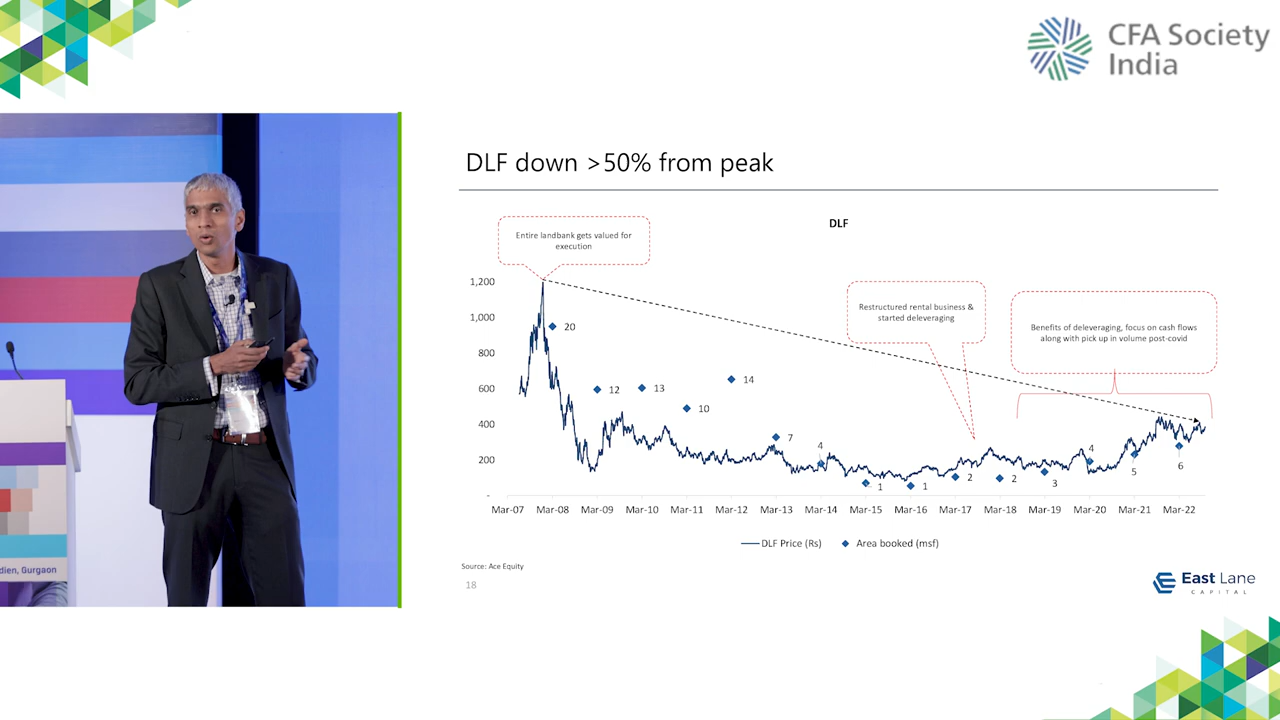 CFA Society
India
DLF down >50% from peak
DLF
Entire landbank gets valued for
execution
Restructured rental business &
started deleveraging
Benefits of deleveraging, focus on cash flows
along with pick up in volume post-covid
1,200
1,000
800
600
400
200
-
20
12
13
10
14
7
4
1
1
2
2
3
4
5
6
Mar-07 Mar-08 Mar-09 Mar-10 Mar-11 Mar-12 Mar-13 Mar-14 Mar-15 Mar-16 Mar-17 Mar-18 Mar-19 Mar-20 Mar-21 Mar-22
DLF Price (Rs) Area booked (msf)
Source: Ace Equity
18
East Lane
CAPITAL
dien, Gurgaon